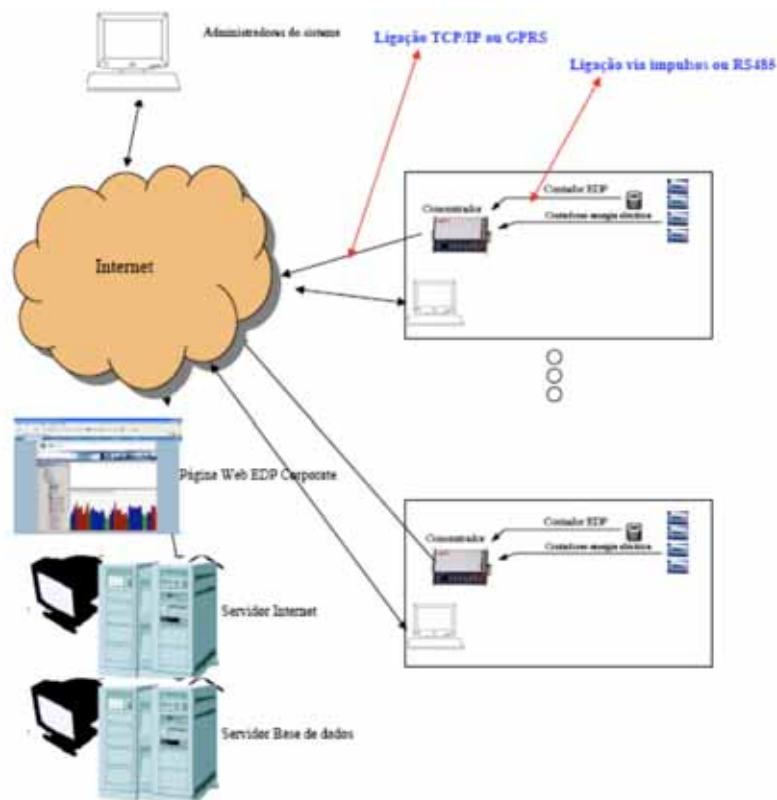 Administradores do sistema
Ligação TCP/IP ou GPRS
Ligação via impulsos ou RS485
Contador EDP
Concentrador
Contadores energia eléctrica
Internet
Página Web EDP Corporate
Contador EDP
Concentrador
Contadores energia eléctrica
Servidor Internet
Servidor Base de dados